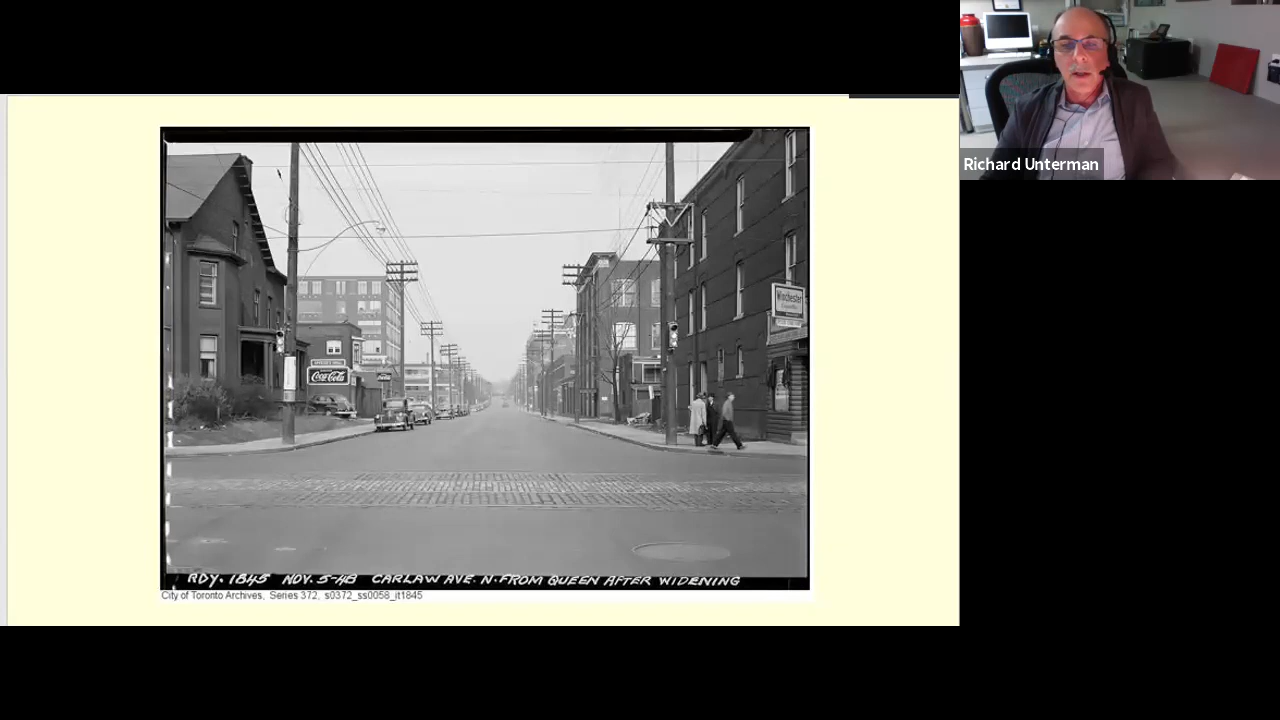 Richard Unterman
Winchester
DRINK
Coca-Cola
RDY. 1845 NOV. 5-48 CARLAW AVE. N. FROM QUEEN AFTER WIDENING
City of Toronto Archives, Series 372, s0372_ss0058_it1845